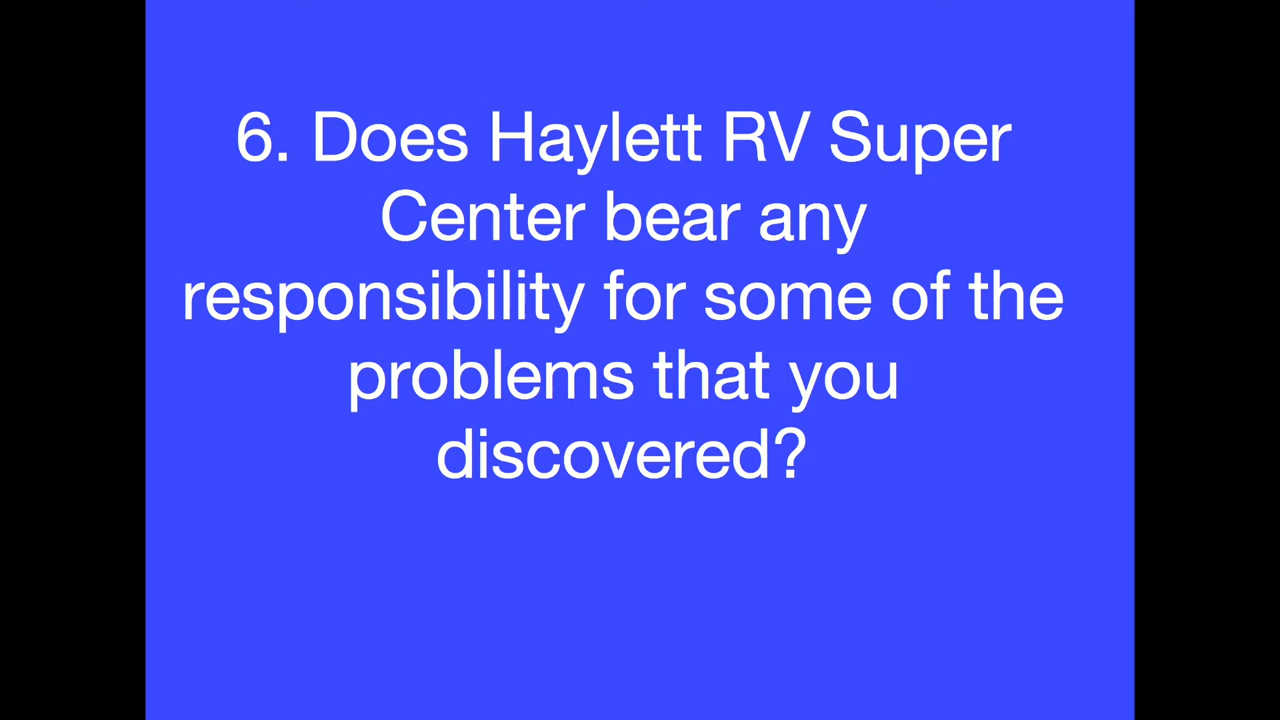 6. Does Haylett RV Super
Center bear any
responsibility for some of the
problems that you
discovered?